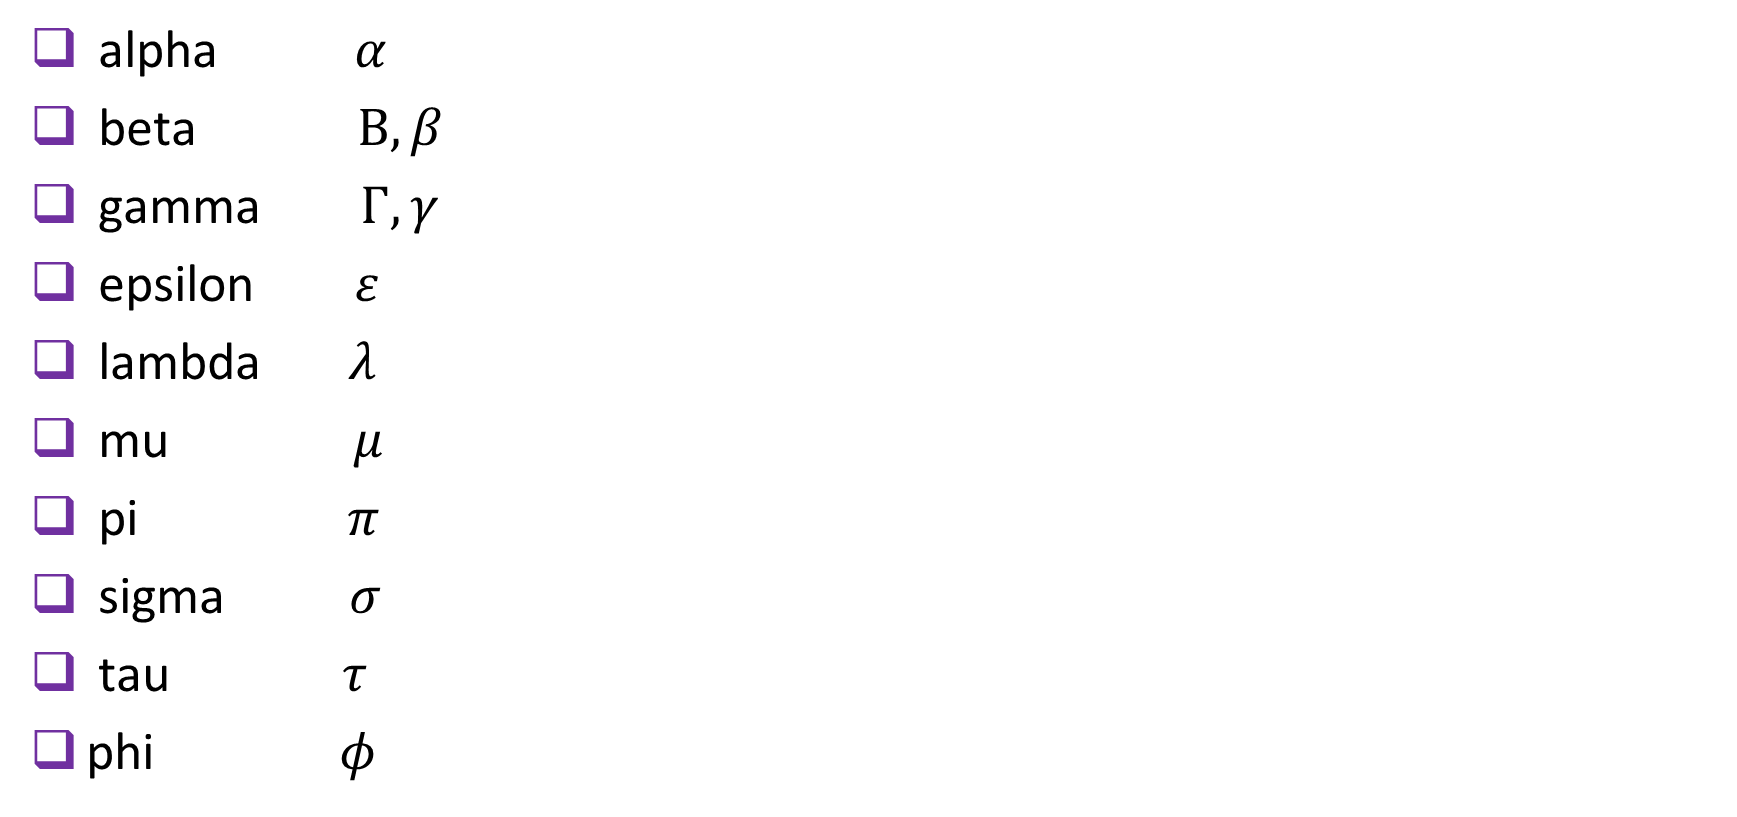 ❑ alpha α
❑ beta Β, β
❑ gamma Γ, γ
❑ epsilon ε
❑ lambda λ
❑ mu μ
❑ pi π
❑ sigma σ
❑ tau τ
❑ phi ϕ